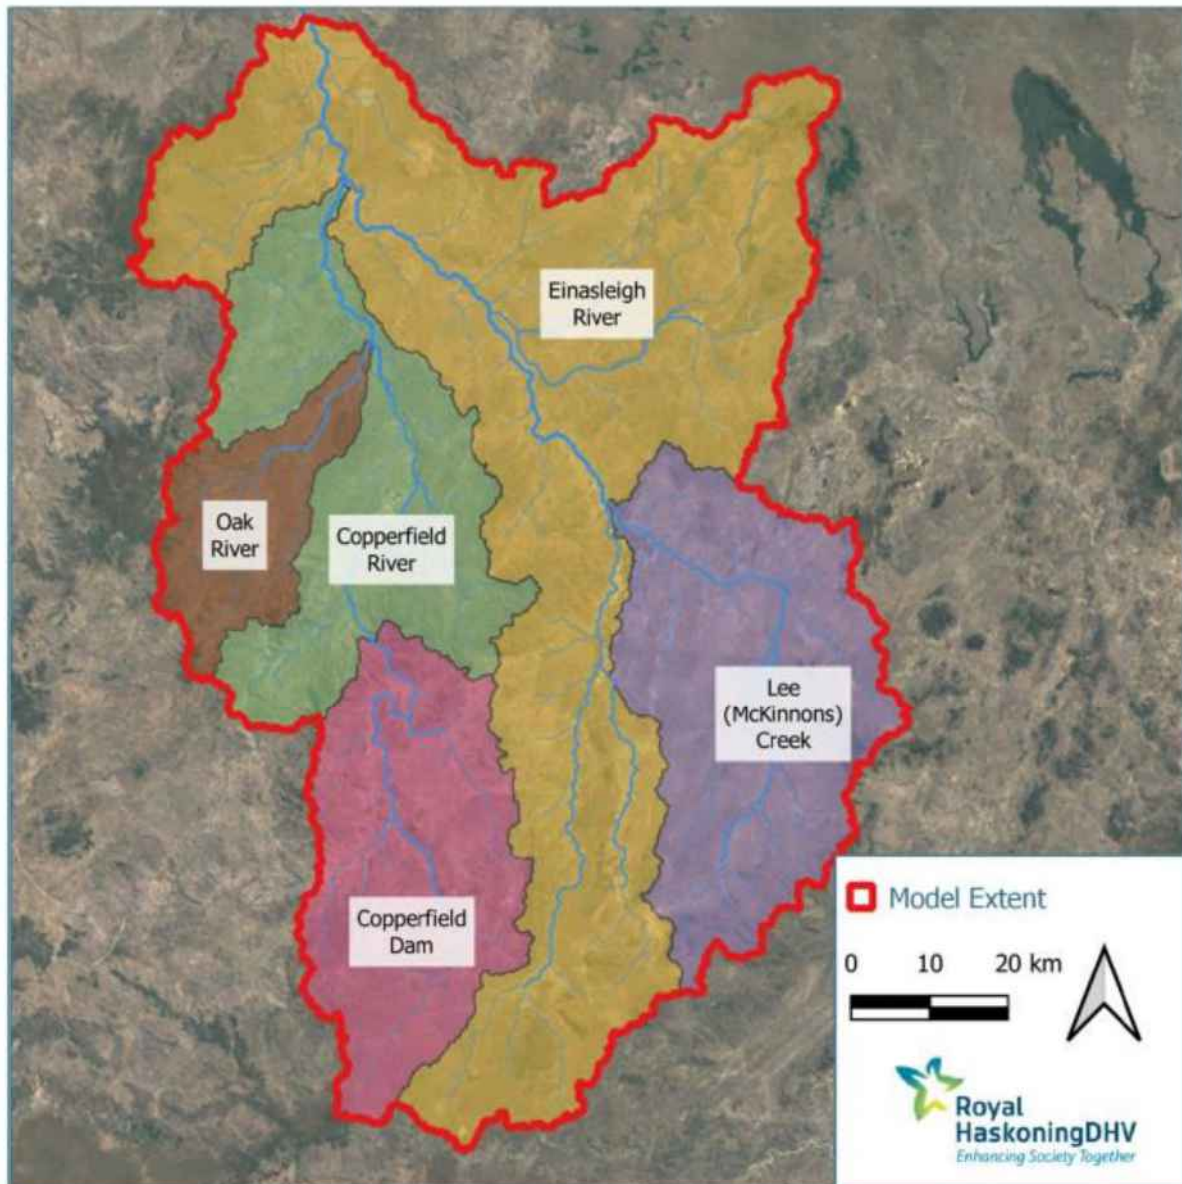 Einasleigh
River
Oak
River
Copperfield
River
Lee
(McKinnons)
Creek
Copperfield
Dam
Model Extent
0 10 20 km
Royal
HaskoningDHV
Enhancing Society Together